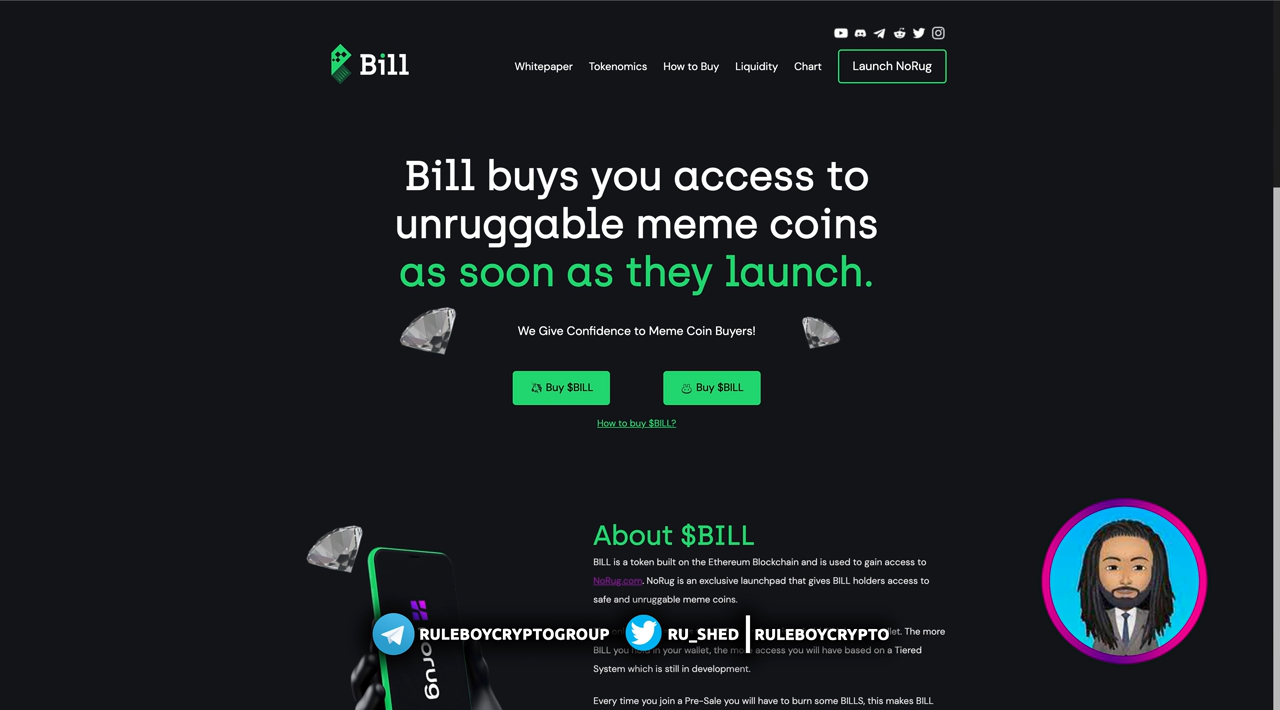 Bill
Whitepaper Tokenomics How to Buy Liquidity Chart Launch NoRug
Bill buys you access to
unruggable meme coins
as soon as they launch.
We Give Confidence to Meme Coin Buyers!
Buy $BILL Buy $BILL
How to buy $BILL?
About $BILL
BILL is a token built on the Ethereum Blockchain and is used to gain access to
NoRug.com. NoRug is an exclusive launchpad that gives BILL holders access to
safe and unruggable meme coins.
The more
BILL you hold in your wallet, the more access you will have based on a Tiered
System which is still in development.
Every time you join a Pre-Sale you will have to burn some BILLS, this makes BILL
norug
RULEBOYCRYPTOGROUP RU_SHED RULEBOYCRYPTO